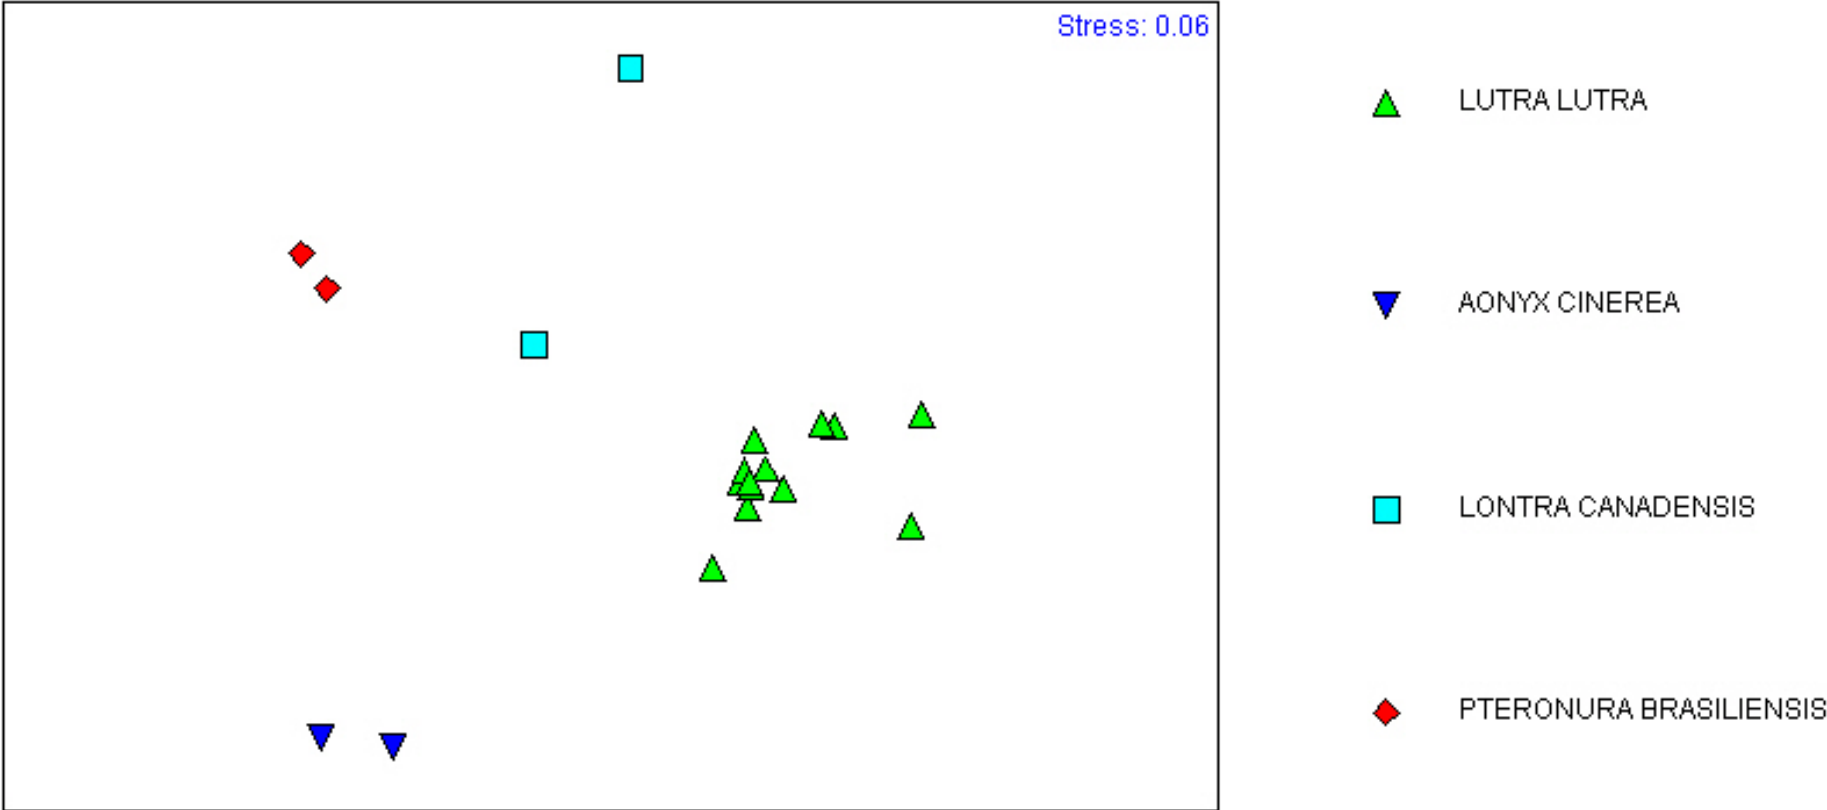 Stress: 0.06
LUTRA LUTRA
AONYX CINEREA
LONTRA CANADENSIS
PTERONURA BRASILIENSIS